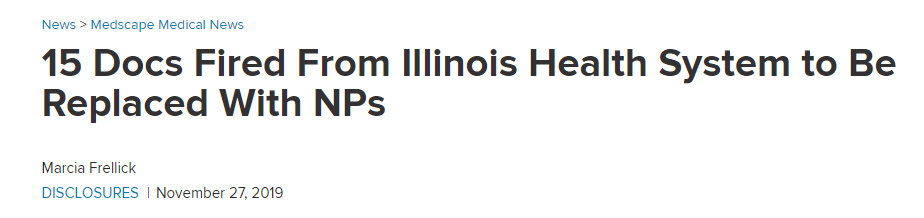 News > Medscape Medical News
15 Docs Fired From Illinois Health System to Be
Replaced With NPs
Marcia Frellick
DISCLOSURES | November 27, 2019